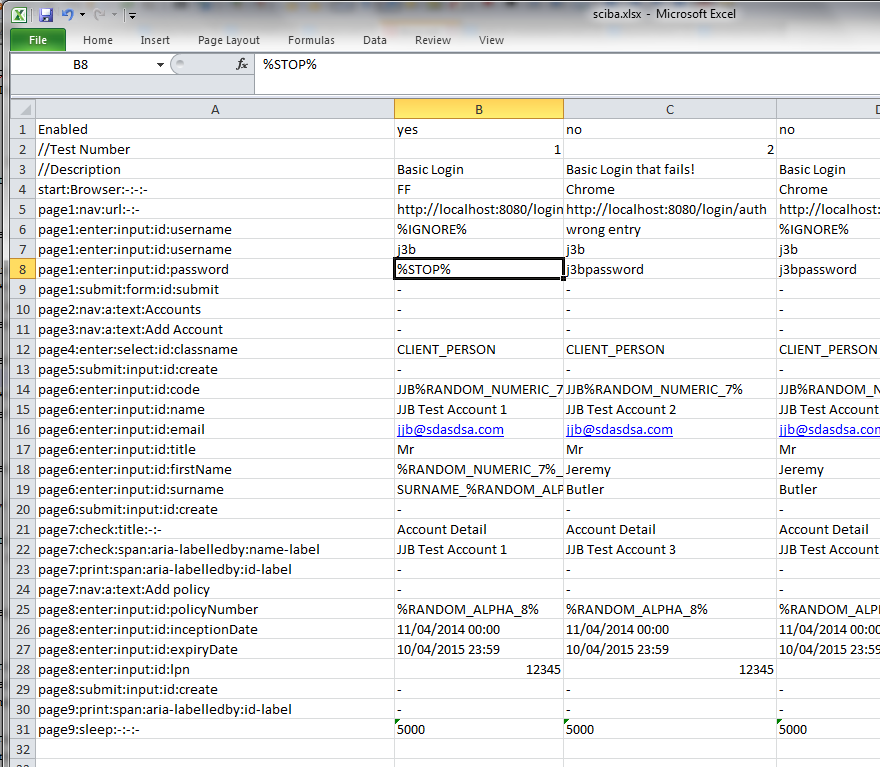 sciba.xlsx - Microsoft Excel
File Home Insert Page Layout Formulas Data Review View
B8 fx %STOP%
A B C
1 Enabled yes no no
2 //Test Number 1 2
3 //Description Basic Login Basic Login that fails! Basic Login
4 start:Browser:-:-:- FF Chrome Chrome
5 page1:nav:url:-:- http://localhost:8080/login http://localhost:8080/login/auth http://localhos
6 page1:enter:input:id:username %IGNORE% wrong entry %IGNORE%
7 page1:enter:input:id:username j3b j3b j3b
8 page1:enter:input:id:password %STOP% j3bpassword j3bpassword
9 page1:submit:form:id:submit - - -
10 page2:nav:a:text:Accounts - - -
11 page3:nav:a:text:Add Account - - -
12 page4:enter:select:id:classname CLIENT_PERSON CLIENT_PERSON CLIENT_PERSON
13 page5:submit:input:id:create - - -
14 page6:enter:input:id:code JJB%RANDOM_NUMERIC_7 JJB%RANDOM_NUMERIC_7% JJB%RANDOM_N
15 page6:enter:input:id:name JJB Test Account 1 JJB Test Account 2 JJB Test Account
16 page6:enter:input:id:email jjb@sdasdsa.com jjb@sdasdsa.com jjb@sdasdsa.com
17 page6:enter:input:id:title Mr Mr Mr
18 page6:enter:input:id:firstName %RANDOM_NUMERIC_7%_ Jeremy Jeremy
19 page6:enter:input:id:surname SURNAME_%RANDOM_ALP Butler Butler
20 page6:submit:input:id:create - - -
21 page7:check:title:-:- Account Detail Account Detail Account Detail
22 page7:check:span:aria-labelledby:name-label JJB Test Account 1 JJB Test Account 3 JJB Test Account
23 page7:print:span:aria-labelledby:id-label - - -
24 page7:nav:a:text:Add policy - - -
25 page8:enter:input:id:policyNumber %RANDOM_ALPHA_8% %RANDOM_ALPHA_8% %RANDOM_ALP
26 page8:enter:input:id:inceptionDate 11/04/2014 00:00 11/04/2014 00:00 11/04/2014 00:00
27 page8:enter:input:id:expiryDate 10/04/2015 23:59 10/04/2015 23:59 10/04/2015 23:59
28 page8:enter:input:id:lpn 12345 12345
29 page8:submit:input:id:create - - -
30 page9:print:span:aria-labelledby:id-label - - -
31 page9:sleep:-:-:- 5000 5000 5000
32